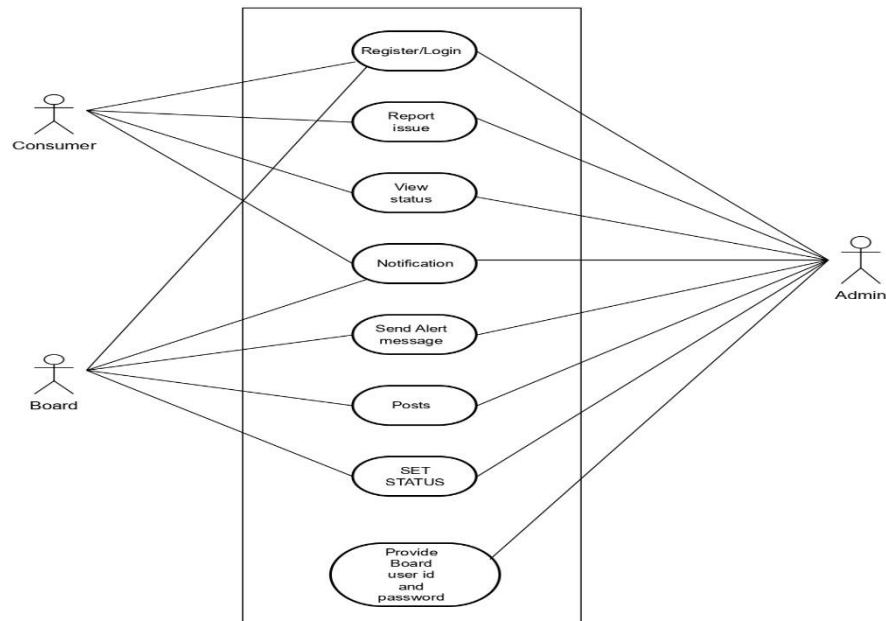 Register/Login
Report
issue
Consumer
View
status
Notification
Admin
Send Alert
message
Board
Posts
SET
STATUS
Provide
Board
user id
and
password